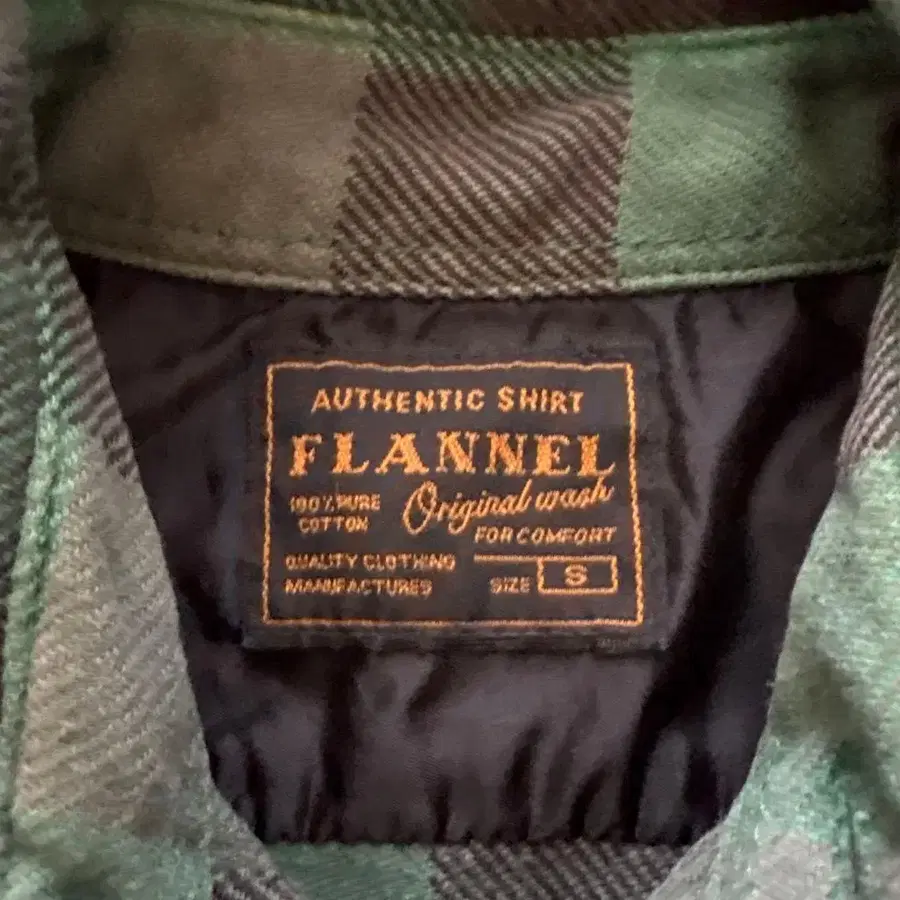 AUTHENTIC SHIRT
FLANNEL
100% PURE
COTTON
Original wash
FOR COMFORT
QUALITY CLOTHING
MANUFACTURES
SIZE S